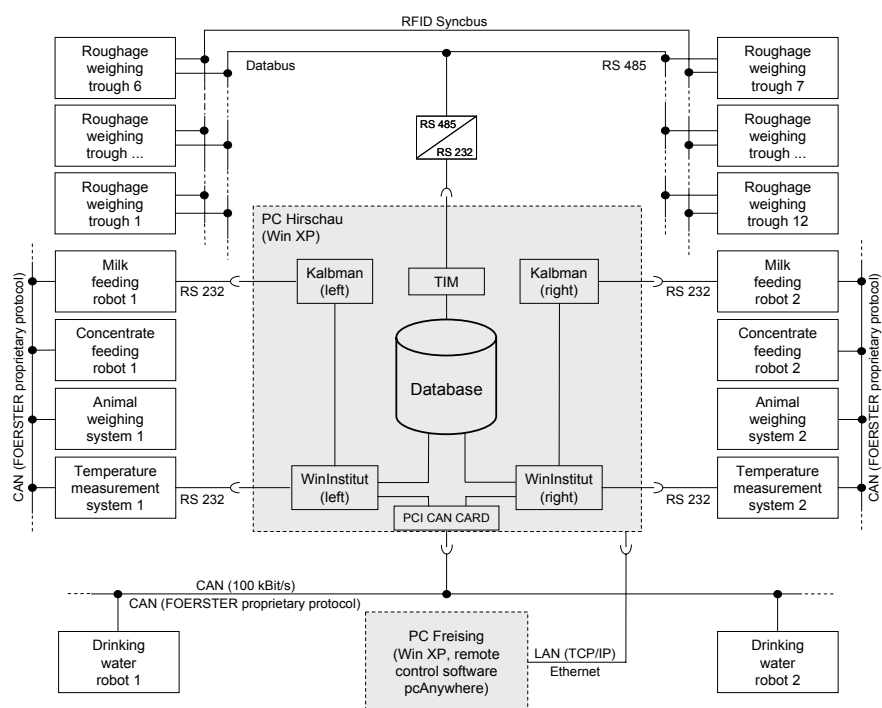 RFID Syncbus
Roughage
weighing
trough 6
Databus
RS 485
Roughage
weighing
trough 7
Roughage
weighing
trough ...
RS 485
RS 232
Roughage
weighing
trough ...
Roughage
weighing
trough 1
Roughage
weighing
trough 12
PC Hirschau
(Win XP)
CAN (FOERSTER proprietary protocol)
Milk
feeding
robot 1
RS 232
Kalbman
(left)
TIM
Kalbman
(right)
RS 232
Milk
feeding
robot 2
CAN (FOERSTER proprietary protocol)
Concentrate
feeding
robot 1
Database
Concentrate
feeding
robot 2
Animal
weighing
system 1
Animal
weighing
system 2
Temperature
measurement
system 1
RS 232
WinInstitut
(left)
PCI CAN CARD
WinInstitut
(right)
RS 232
Temperature
measurement
system 2
CAN (100 kBit/s)
CAN (FOERSTER proprietary protocol)
Drinking
water
robot 1
PC Freising
(Win XP, remote
control software
pcAnywhere)
LAN (TCP/IP)
Ethernet
Drinking
water
robot 2